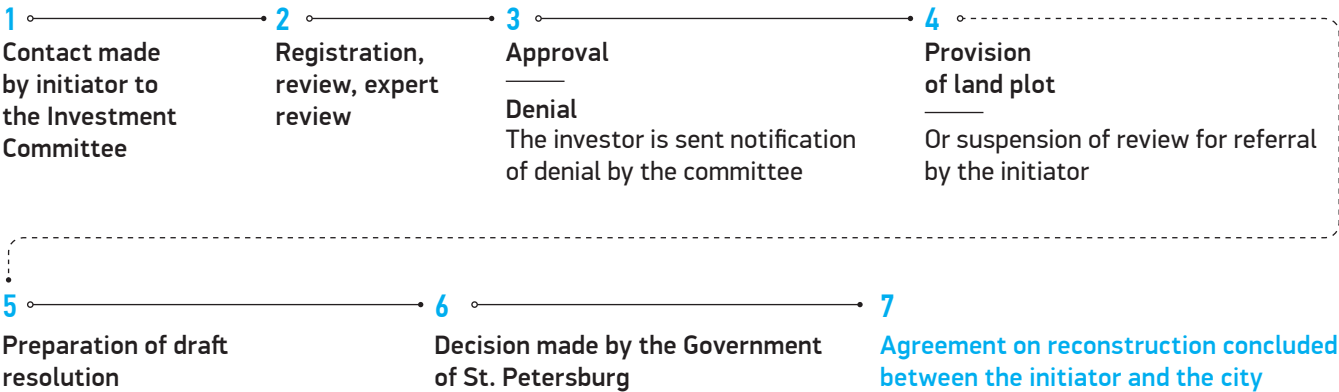 1
Contact made
by initiator to
the Investment
Committee
2
Registration,
review, expert
review
3
Approval
Denial
The investor is sent notification
of denial by the committee
4
Provision
of land plot
Or suspension of review for referral
by the initiator
5
Preparation of draft
resolution
6
Decision made by the Government
of St. Petersburg
7
Agreement on reconstruction concluded
between the initiator and the city